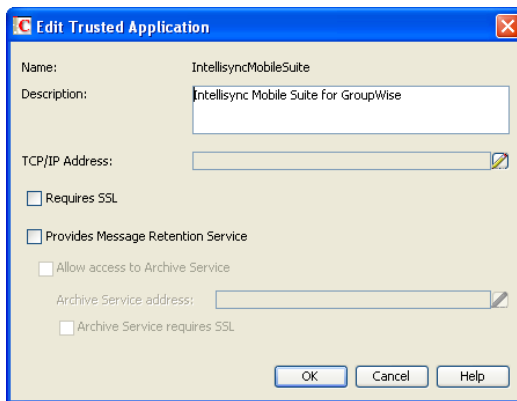 Edit Trusted Application
Name: IntellisyncMobileSuite
Description: Intellisync Mobile Suite for GroupWise
TCP/IP Address:
Requires SSL
Provides Message Retention Service
Allow access to Archive Service
Archive Service address:
Archive Service requires SSL
OK Cancel Help